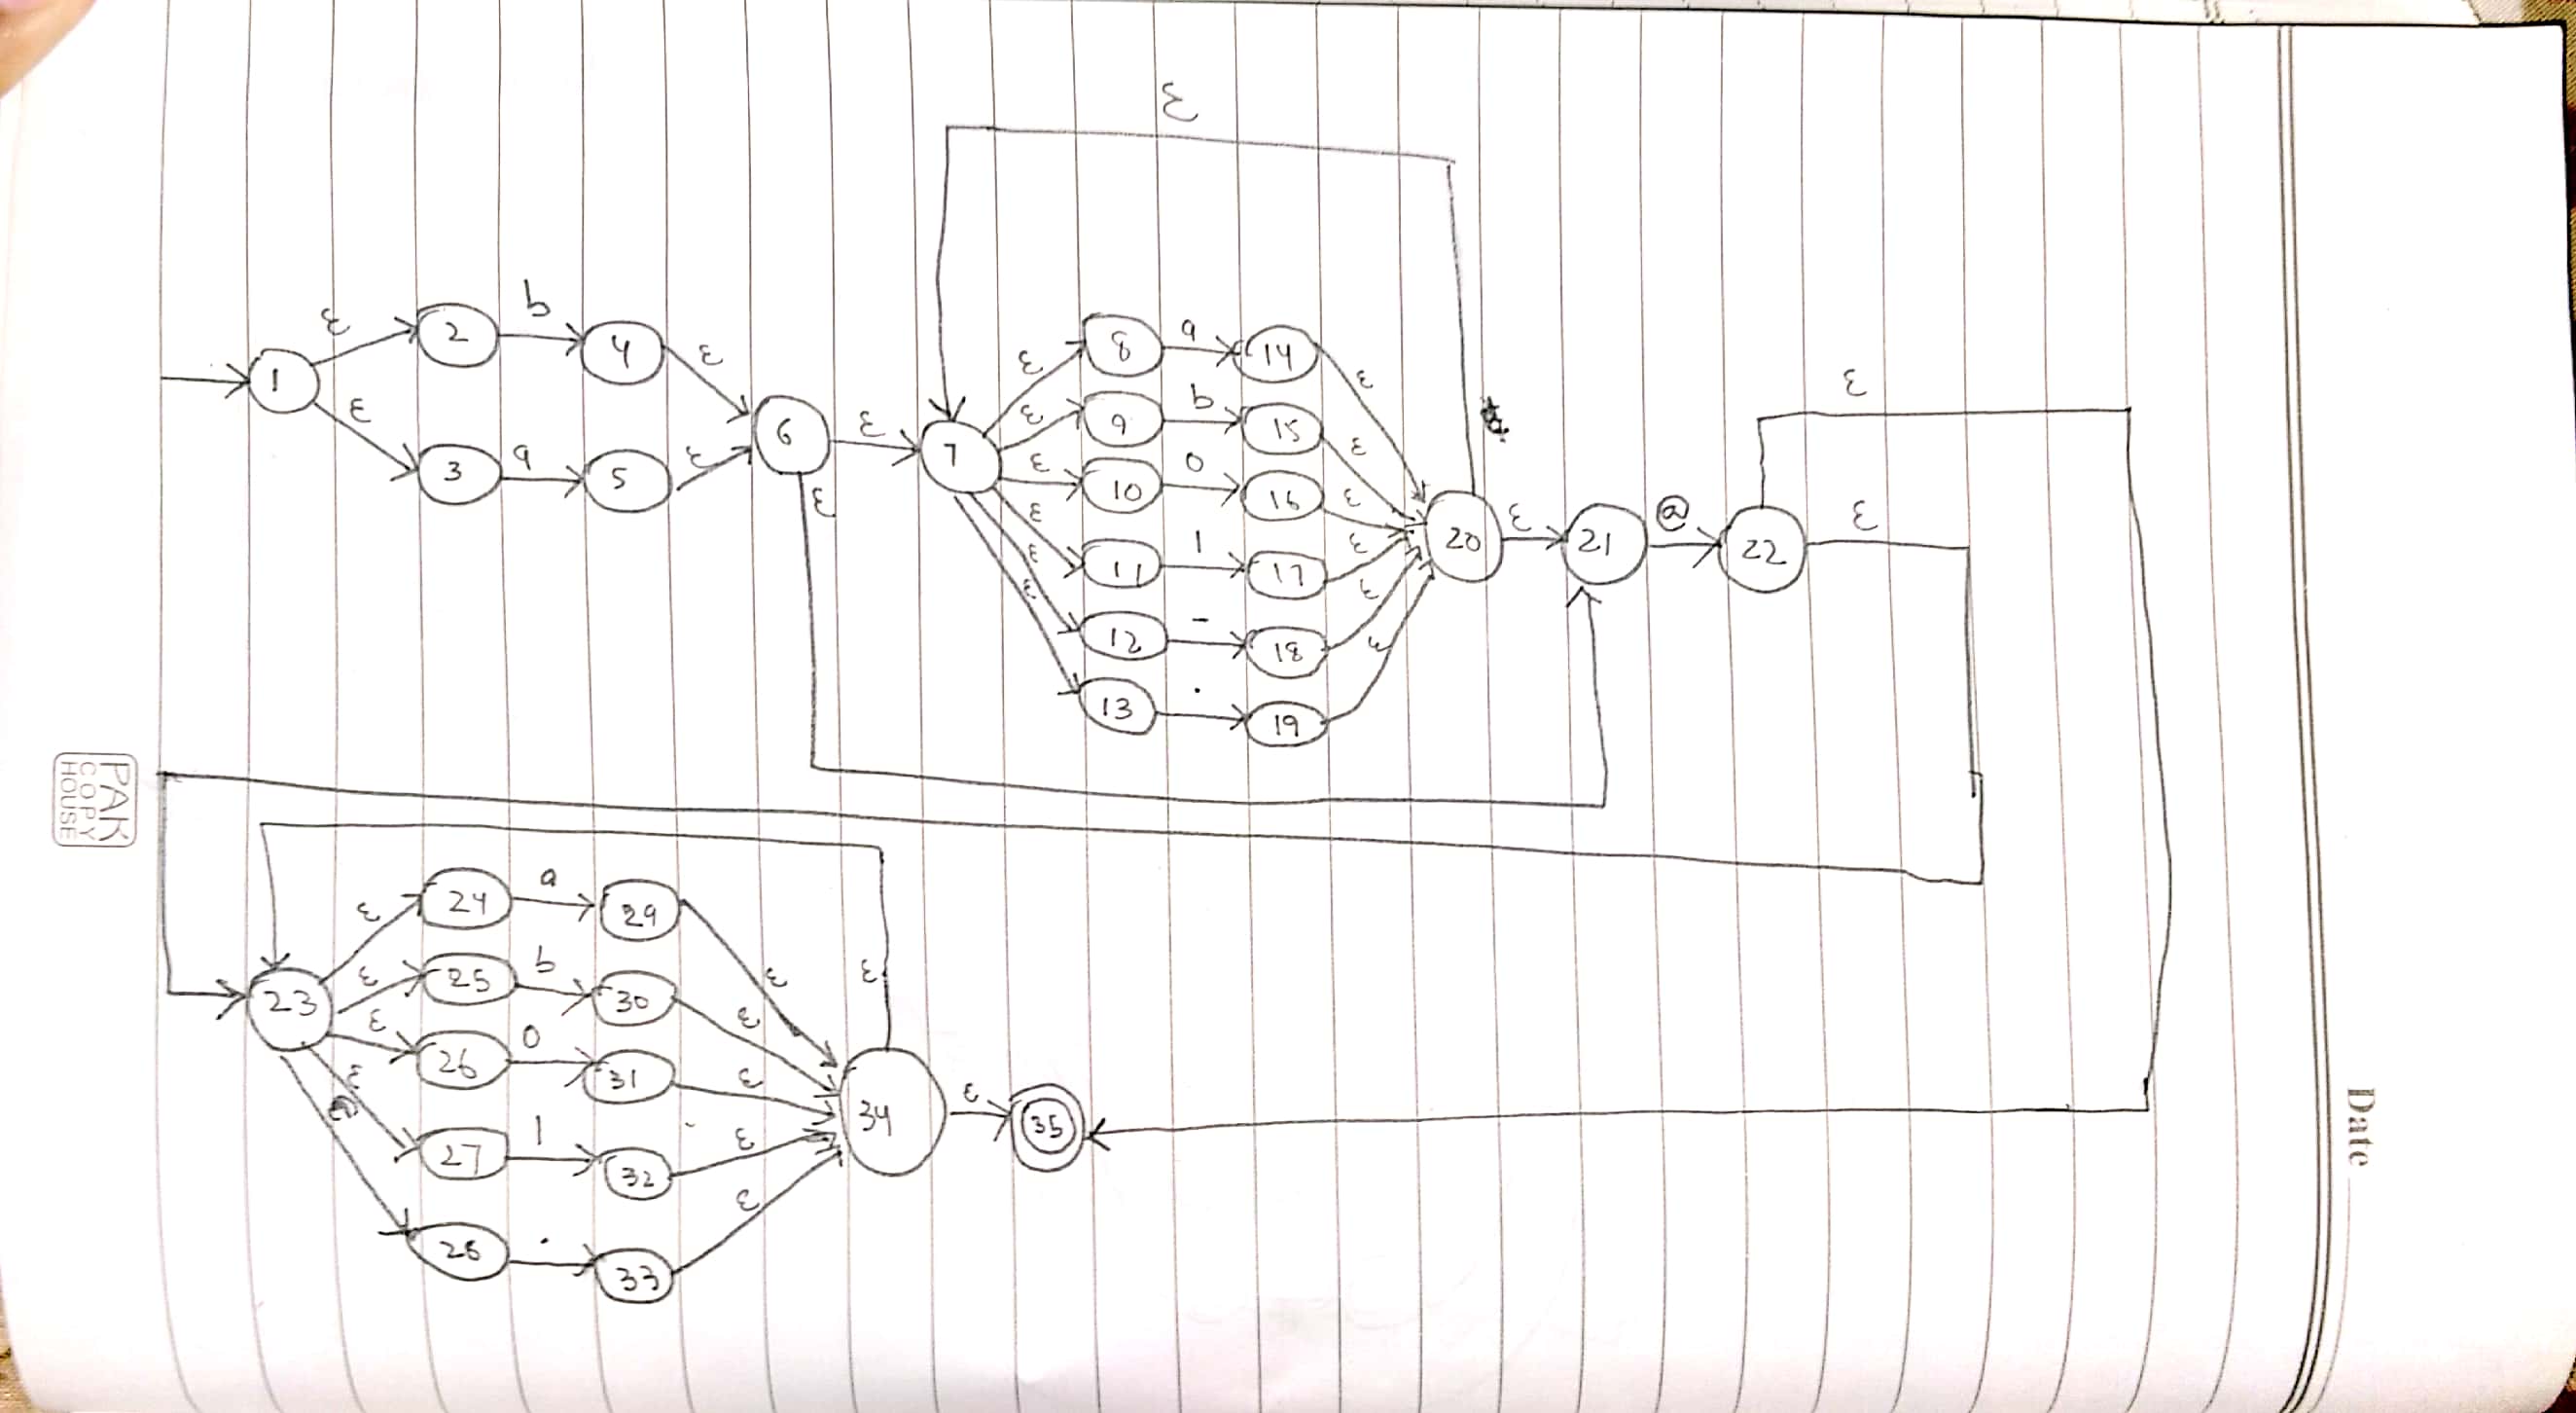 ε
b
ε 2 4 ε
1
ε 3 a 5 ε
6 ε 7
ε
ε 8 a 14 ε
ε 9 b 15 ε
ε 10 0 16 ε
ε 11 1 17 ε
ε 12 - 18 ε
ε 13 . 19 ε
20 ε 21 @ 22 ε
ε
PAK
COPY
HOUSE
23
ε 24 a 29 ε
ε 25 b 30 ε
ε 26 0 31 ε
ε 27 1 32 ε
28 . 33 ε
ε
34 ε 35
Date